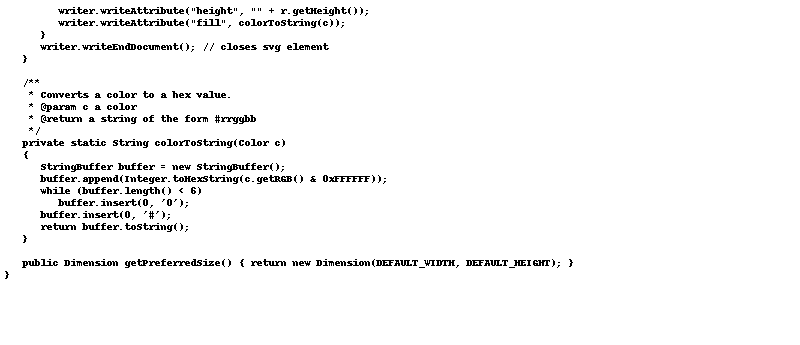 writer.writeAttribute("height", "" + r.getHeight());
         writer.writeAttribute("fill", colorToString(c));
      }
      writer.writeEndDocument(); // closes svg element
   }

   /**
    * Converts a color to a hex value.
    * @param c a color
    * @return a string of the form #rrggbb
    */
   private static String colorToString(Color c)
   {
      StringBuffer buffer = new StringBuffer();
      buffer.append(Integer.toHexString(c.getRGB() & 0xFFFFFF));
      while (buffer.length() < 6)
         buffer.insert(0, '0');
      buffer.insert(0, '#');
      return buffer.toString();
   }

   public Dimension getPreferredSize() { return new Dimension(DEFAULT_WIDTH, DEFAULT_HEIGHT); }
}